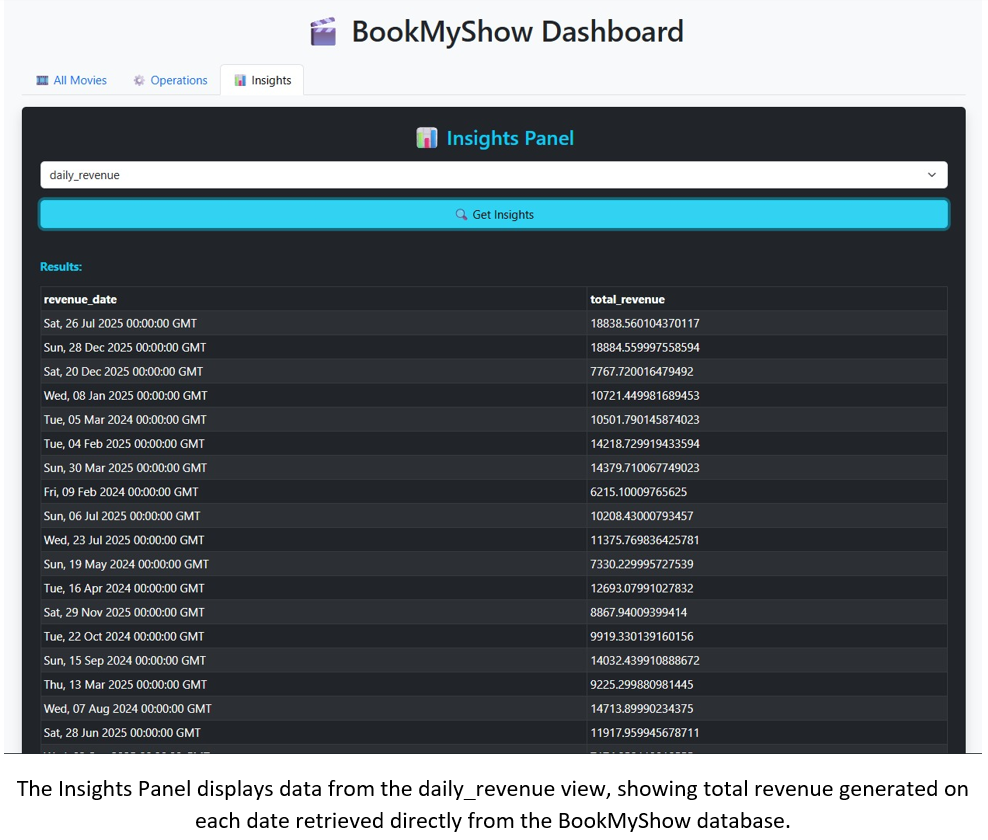 BookMyShow Dashboard
All Movies Operations Insights
Insights Panel
daily_revenue
Get Insights
Results:
revenue_date total_revenue
Sat, 26 Jul 2025 00:00:00 GMT 18838.560104370117
Sun, 28 Dec 2025 00:00:00 GMT 18884.559997558594
Sat, 20 Dec 2025 00:00:00 GMT 7767.720016479492
Wed, 08 Jan 2025 00:00:00 GMT 10721.449981689453
Tue, 05 Mar 2024 00:00:00 GMT 10501.790145874023
Tue, 04 Feb 2025 00:00:00 GMT 14218.729919433594
Sun, 30 Mar 2025 00:00:00 GMT 14379.710067749023
Fri, 09 Feb 2024 00:00:00 GMT 6215.10009765625
Sun, 06 Jul 2025 00:00:00 GMT 10208.43000793457
Wed, 23 Jul 2025 00:00:00 GMT 11375.769836425781
Sun, 19 May 2024 00:00:00 GMT 7330.229995727539
Tue, 16 Apr 2024 00:00:00 GMT 12693.07991027832
Sat, 29 Nov 2025 00:00:00 GMT 8867.94009399414
Tue, 22 Oct 2024 00:00:00 GMT 9919.330139160156
Sun, 15 Sep 2024 00:00:00 GMT 14032.439910888672
Thu, 13 Mar 2025 00:00:00 GMT 9225.299880981445
Wed, 07 Aug 2024 00:00:00 GMT 14713.89990234375
Sat, 28 Jun 2025 00:00:00 GMT 11917.959945678711
The Insights Panel displays data from the daily_revenue view, showing total revenue generated on
each date retrieved directly from the BookMyShow database.